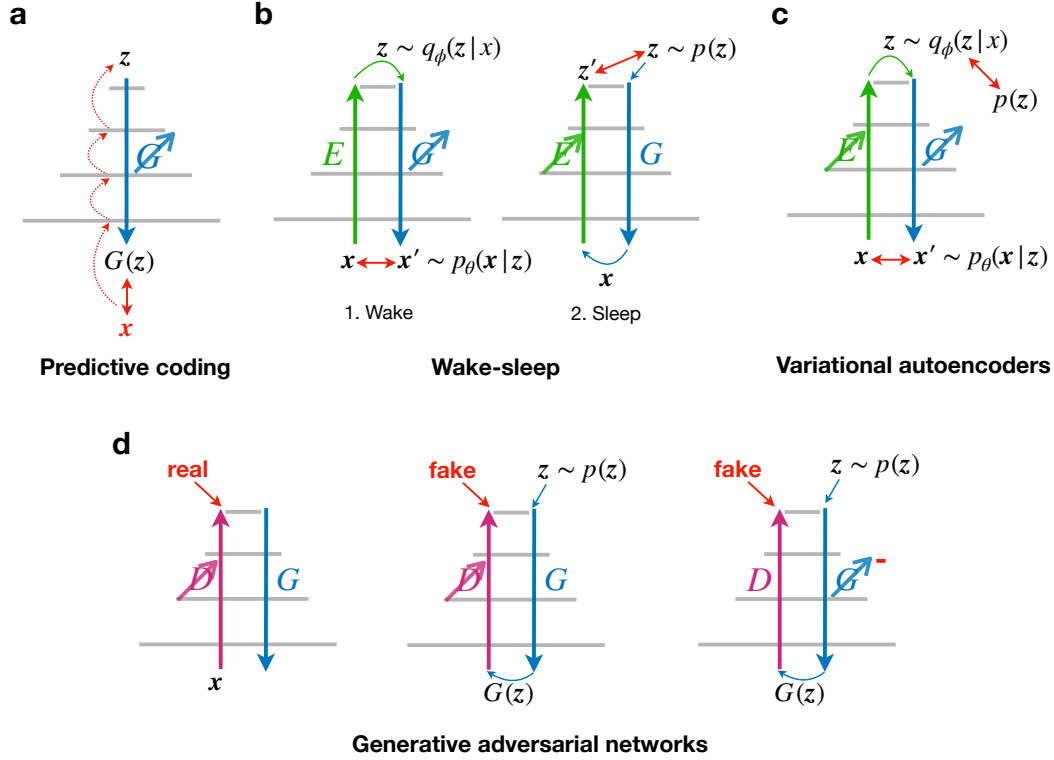 a
z
G
G(z)
x
Predictive coding
b
z ∼ qϕ(z|x)
E
G
x
x′ ∼ pθ(x|z)
1. Wake
z′
z ∼ p(z)
E
G
x
2. Sleep
Wake-sleep
c
z ∼ qϕ(z|x)
p(z)
E
G
x
x′ ∼ pθ(x|z)
Variational autoencoders
d
real
D
G
x
fake
z ∼ p(z)
D
G
G(z)
fake
z ∼ p(z)
D
G
-
G(z)
Generative adversarial networks